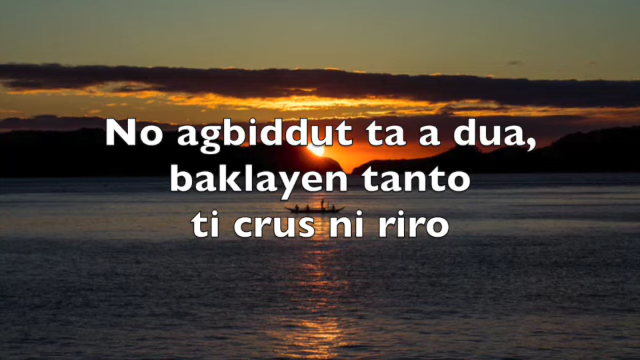 No agbiddut ta a dua,
baklayen tanto
ti crus ni riro